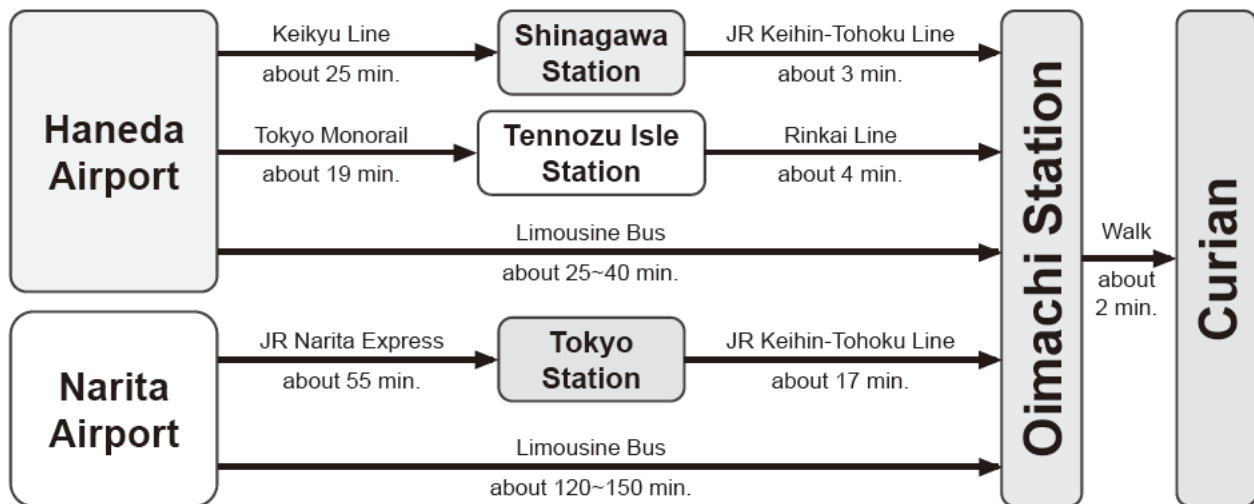 Haneda
Airport
Keikyu Line
about 25 min.
Shinagawa
Station
JR Keihin-Tohoku Line
about 3 min.
Tokyo Monorail
about 19 min.
Tennozu Isle
Station
Rinkai Line
about 4 min.
Limousine Bus
about 25~40 min.
Narita
Airport
JR Narita Express
about 55 min.
Tokyo
Station
JR Keihin-Tohoku Line
about 17 min.
Limousine Bus
about 120~150 min.
Oimachi Station
Walk
about
2 min.
Curian